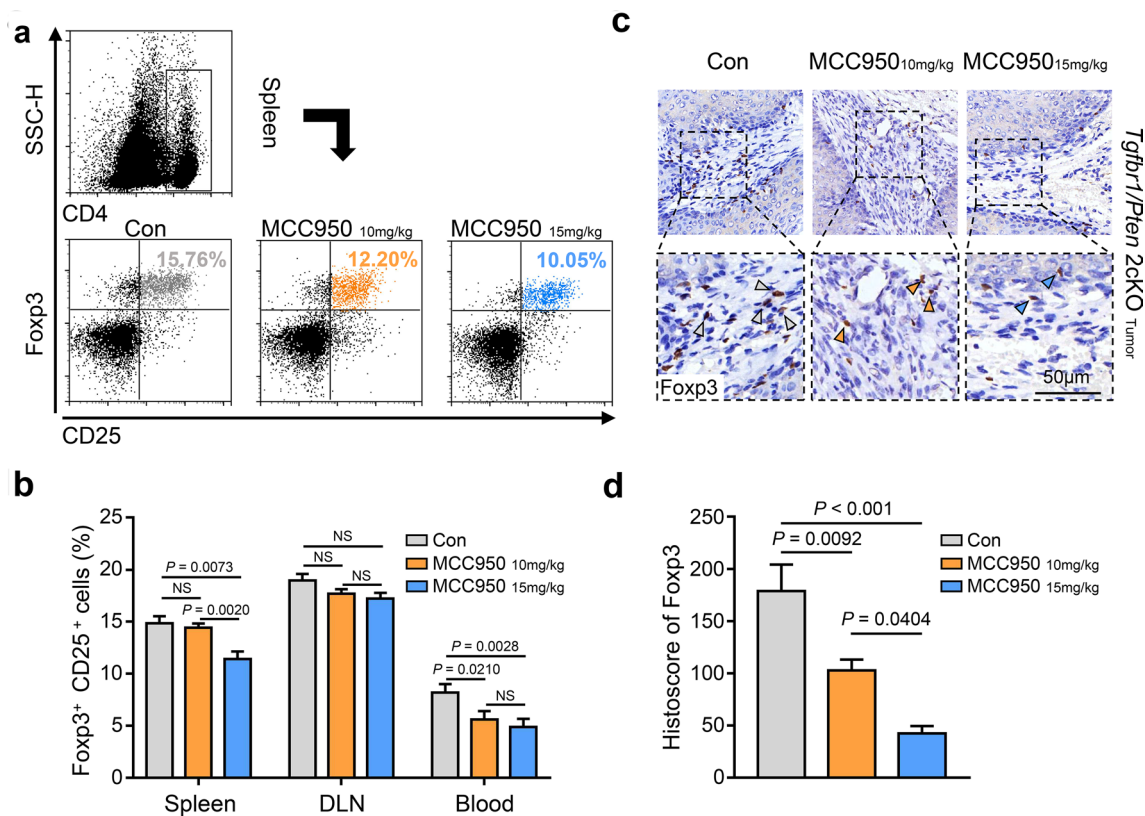 a
SSC-H
CD4
Spleen
Con
MCC950 10mg/kg
MCC950 15mg/kg
15.76%
12.20%
10.05%
Foxp3
CD25
b
Foxp3+ CD25+ cells (%)
25
20
15
10
5
0
P = 0.0073
NS
P = 0.0020
NS
NS
NS
P = 0.0028
P = 0.0210
NS
Con
MCC950 10mg/kg
MCC950 15mg/kg
Spleen
DLN
Blood
c
Con
MCC950 10mg/kg
MCC950 15mg/kg
Tgfbr1/Pten 2cKO Tumor
Foxp3
50µm
d
Histoscore of Foxp3
250
200
150
100
50
0
P < 0.001
P = 0.0092
P = 0.0404
Con
MCC950 10mg/kg
MCC950 15mg/kg